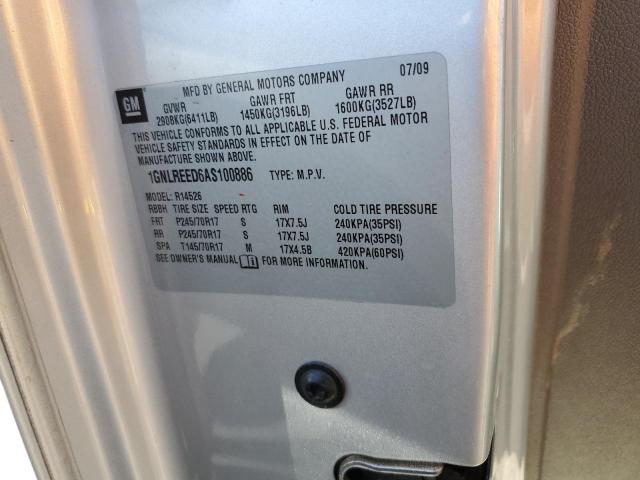 GM
MFD BY GENERAL MOTORS COMPANY 07/09
GVWR GAWR FRT GAWR RR
2908KG(6411LB) 1450KG(3196LB) 1600KG(3527LB)
THIS VEHICLE CONFORMS TO ALL APPLICABLE U.S. FEDERAL MOTOR
VEHICLE SAFETY STANDARDS IN EFFECT ON THE DATE OF
MANUFACTURE SHOWN ABOVE.
1GNLREED6AS100886 TYPE: M.P.V.
MODEL: R14526
RBBH TIRE SIZE SPEED RTG RIM COLD TIRE PRESSURE
FRT P245/70R17 S 17X7.5J 240KPA(35PSI)
RR P245/70R17 S 17X7.5J 240KPA(35PSI)
SPA T145/70R17 M 17X4.5B 420KPA(60PSI)
SEE OWNER'S MANUAL FOR MORE INFORMATION.